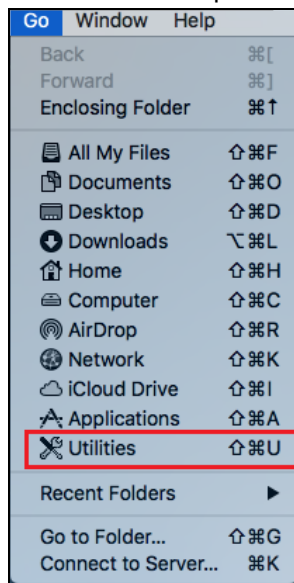 Go Window Help
Back ⌘[
Forward ⌘]
Enclosing Folder ⌘↑
All My Files ⇧⌘F
Documents ⇧⌘O
Desktop ⇧⌘D
Downloads ⌥⌘L
Home ⇧⌘H
Computer ⇧⌘C
AirDrop ⇧⌘R
Network ⇧⌘K
iCloud Drive ⇧⌘I
Applications ⇧⌘A
Utilities ⇧⌘U
Recent Folders ▶
Go to Folder... ⇧⌘G
Connect to Server... ⌘K